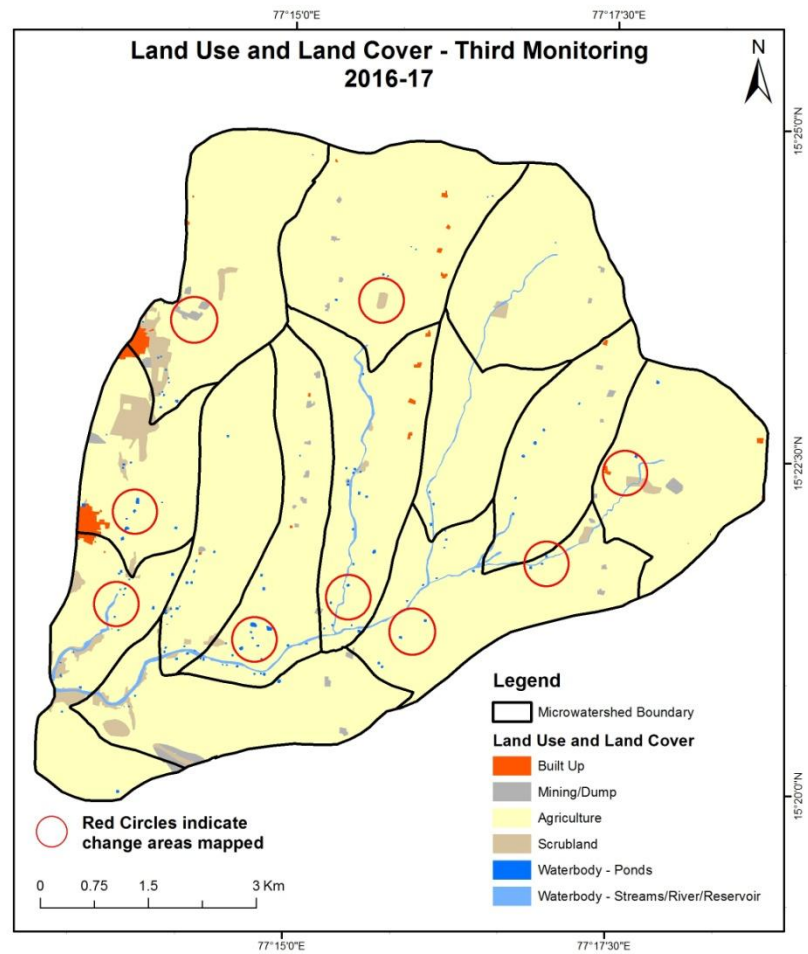 77°15'0"E
77°17'30"E
Land Use and Land Cover - Third Monitoring
2016-17
N
15°25'0"N
15°22'30"N
15°20'0"N
Legend
Microwatershed Boundary
Land Use and Land Cover
Built Up
Mining/Dump
Agriculture
Scrubland
Waterbody - Ponds
Waterbody - Streams/River/Reservoir
Red Circles indicate
change areas mapped
0 0.75 1.5 3 Km
77°15'0"E
77°17'30"E